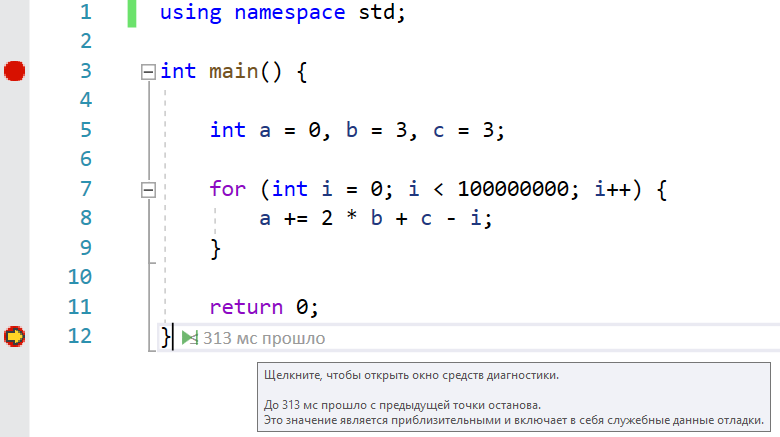 1 using namespace std;
2
3 int main() {
4
5 int a = 0, b = 3, c = 3;
6
7 for (int i = 0; i < 100000000; i++) {
8 a += 2 * b + c - i;
9 }
10
11 return 0;
12 } ≤ 313 мс прошло
Щелкните, чтобы открыть окно средств диагностики.
До 313 мс прошло с предыдущей точки останова.
Это значение является приблизительными и включает в себя служебные данные отладки.